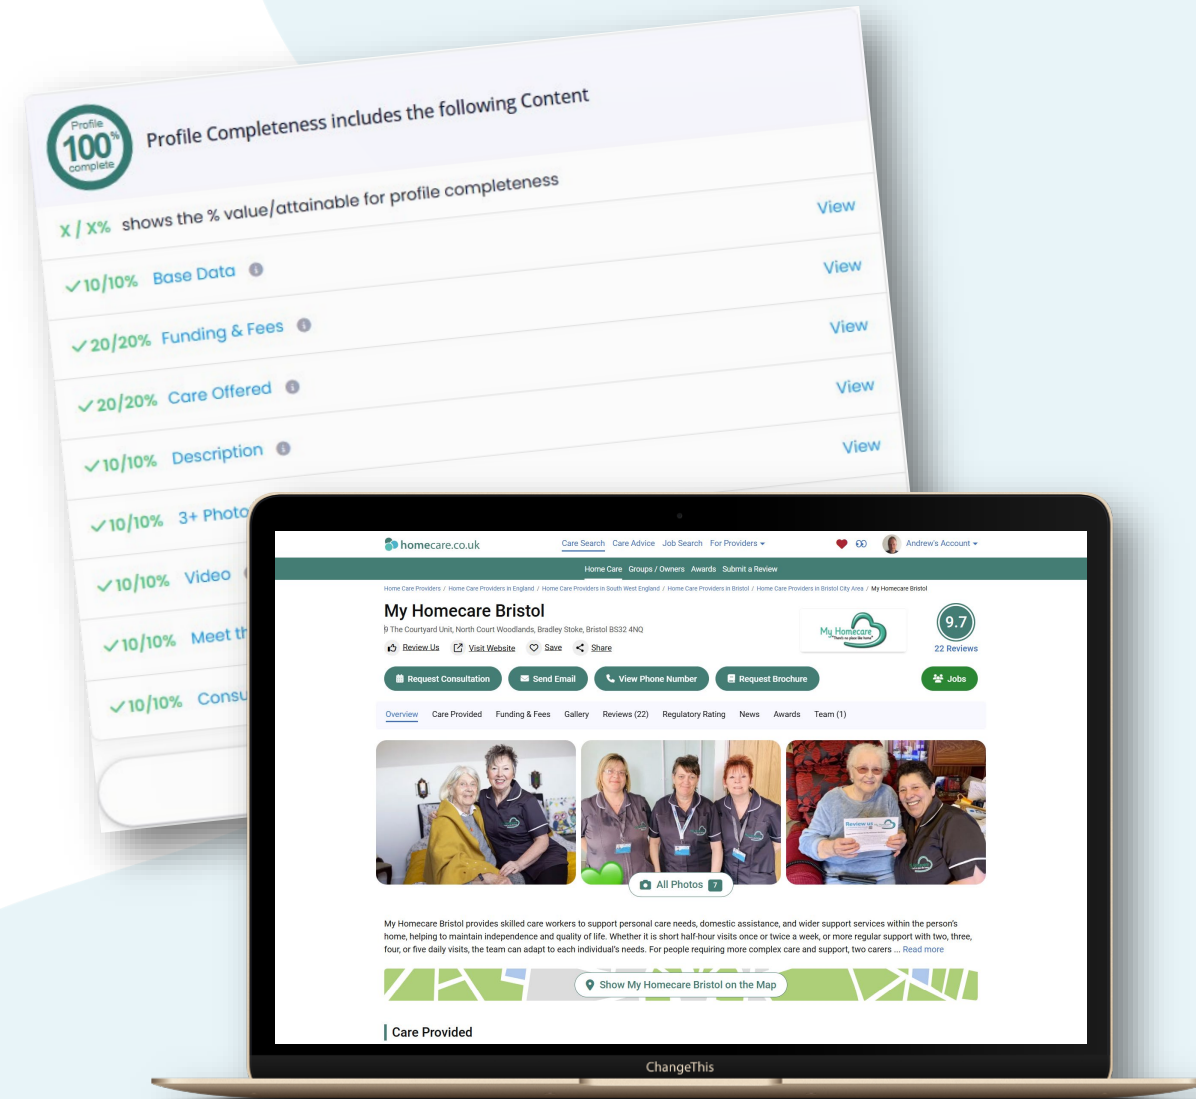 Profile
100%
complete
Profile Completeness includes the following Content
X / X% shows the % value/attainable for profile completeness
View
10/10% Base Data
View
20/20% Funding & Fees
View
20/20% Care Offered
View
10/10% Description
View
10/10% 3+ Photo
10/10% Video
10/10% Meet th
10/10% Consu
homecare.co.uk
Care Search Care Advice Job Search For Providers
Andrew's Account
Home Care Groups / Owners Awards Submit a Review
Home Care Providers / Home Care Providers in England / Home Care Providers in South West England / Home Care Providers in Bristol / Home Care Providers in Bristol City Area / My Homecare Bristol
My Homecare Bristol
9 The Courtyard Unit, North Court Woodlands, Bradley Stoke, Bristol BS32 4NQ
Review Us Visit Website Save Share
My Homecare
"There's no place like home"
9.7
22 Reviews
Request Consultation Send Email View Phone Number Request Brochure Jobs
Overview Care Provided Funding & Fees Gallery Reviews (22) Regulatory Rating News Awards Team (1)
Review us
All Photos 7
My Homecare Bristol provides skilled care workers to support personal care needs, domestic assistance, and wider support services within the person's
home, helping to maintain independence and quality of life. Whether it is short half-hour visits once or twice a week, or more regular support with two, three,
four, or five daily visits, the team can adapt to each individual's needs. For people requiring more complex care and support, two carers ... Read more
Show My Homecare Bristol on the Map
Care Provided
ChangeThis